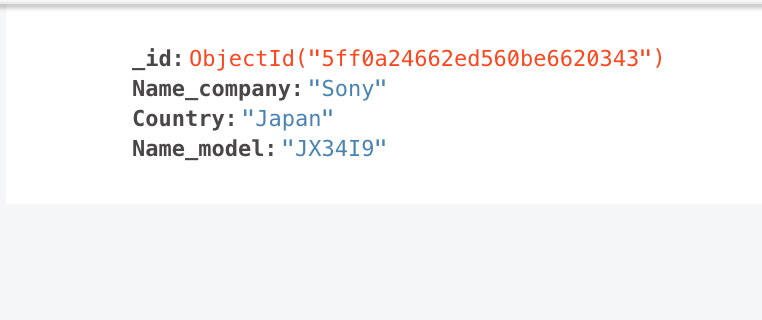 _id: ObjectId("5ff0a24662ed560be6620343")
Name_company: "Sony"
Country: "Japan"
Name_model: "JX34I9"